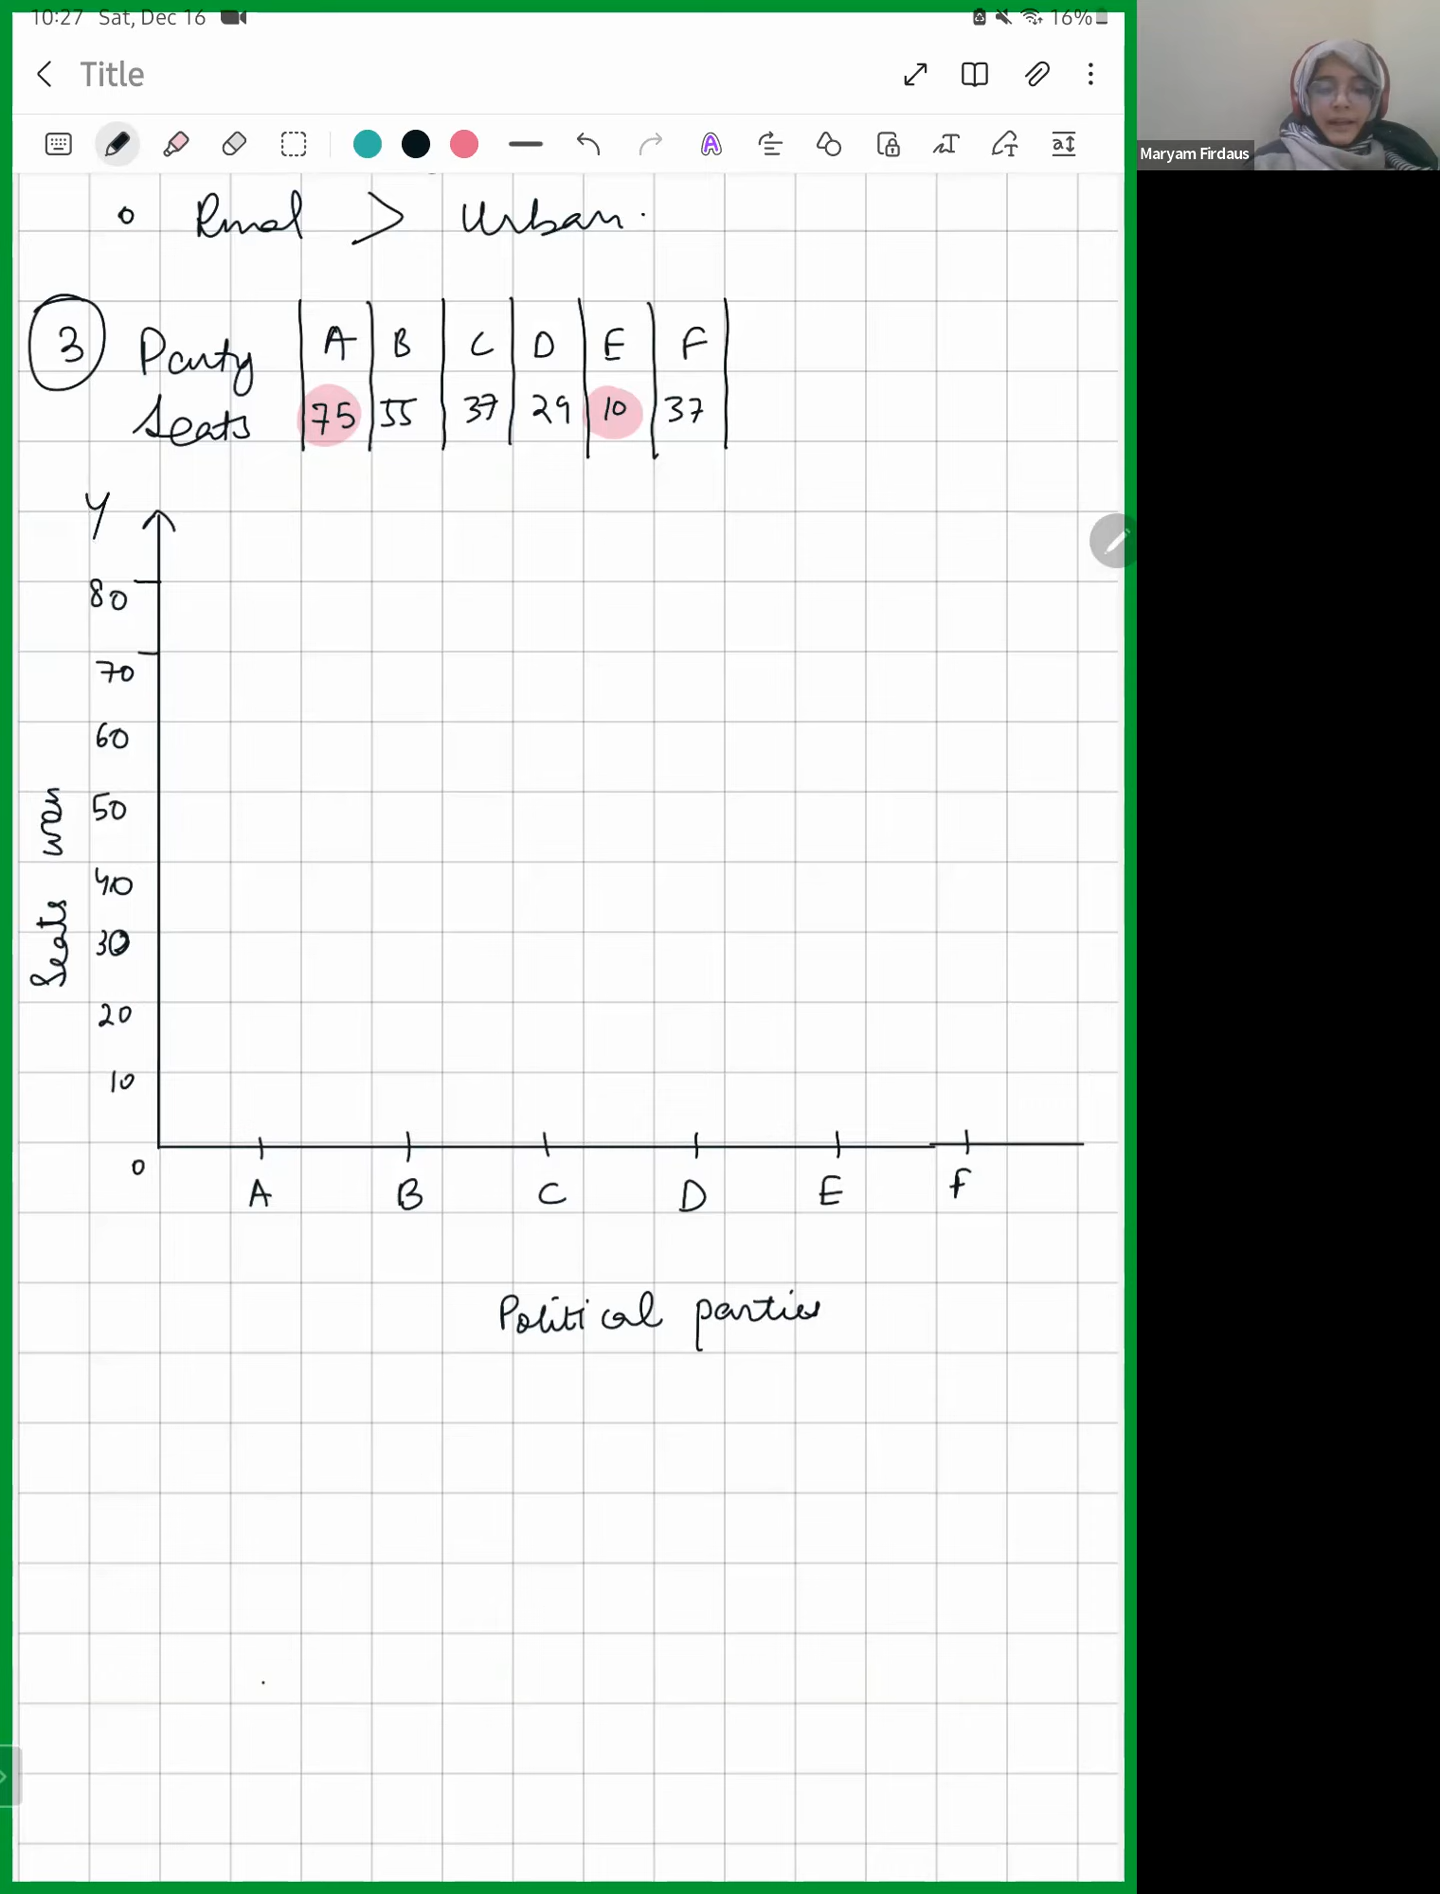 10:27 Sat, Dec 16
16%
Title
Maryam Firdaus
Rural > Urban.
3 Party A B C D E F
Seats 75 55 37 29 10 37
Y
80
70
60
50
40
30
20
10
0
Seats won
A B C D E F
Political parties